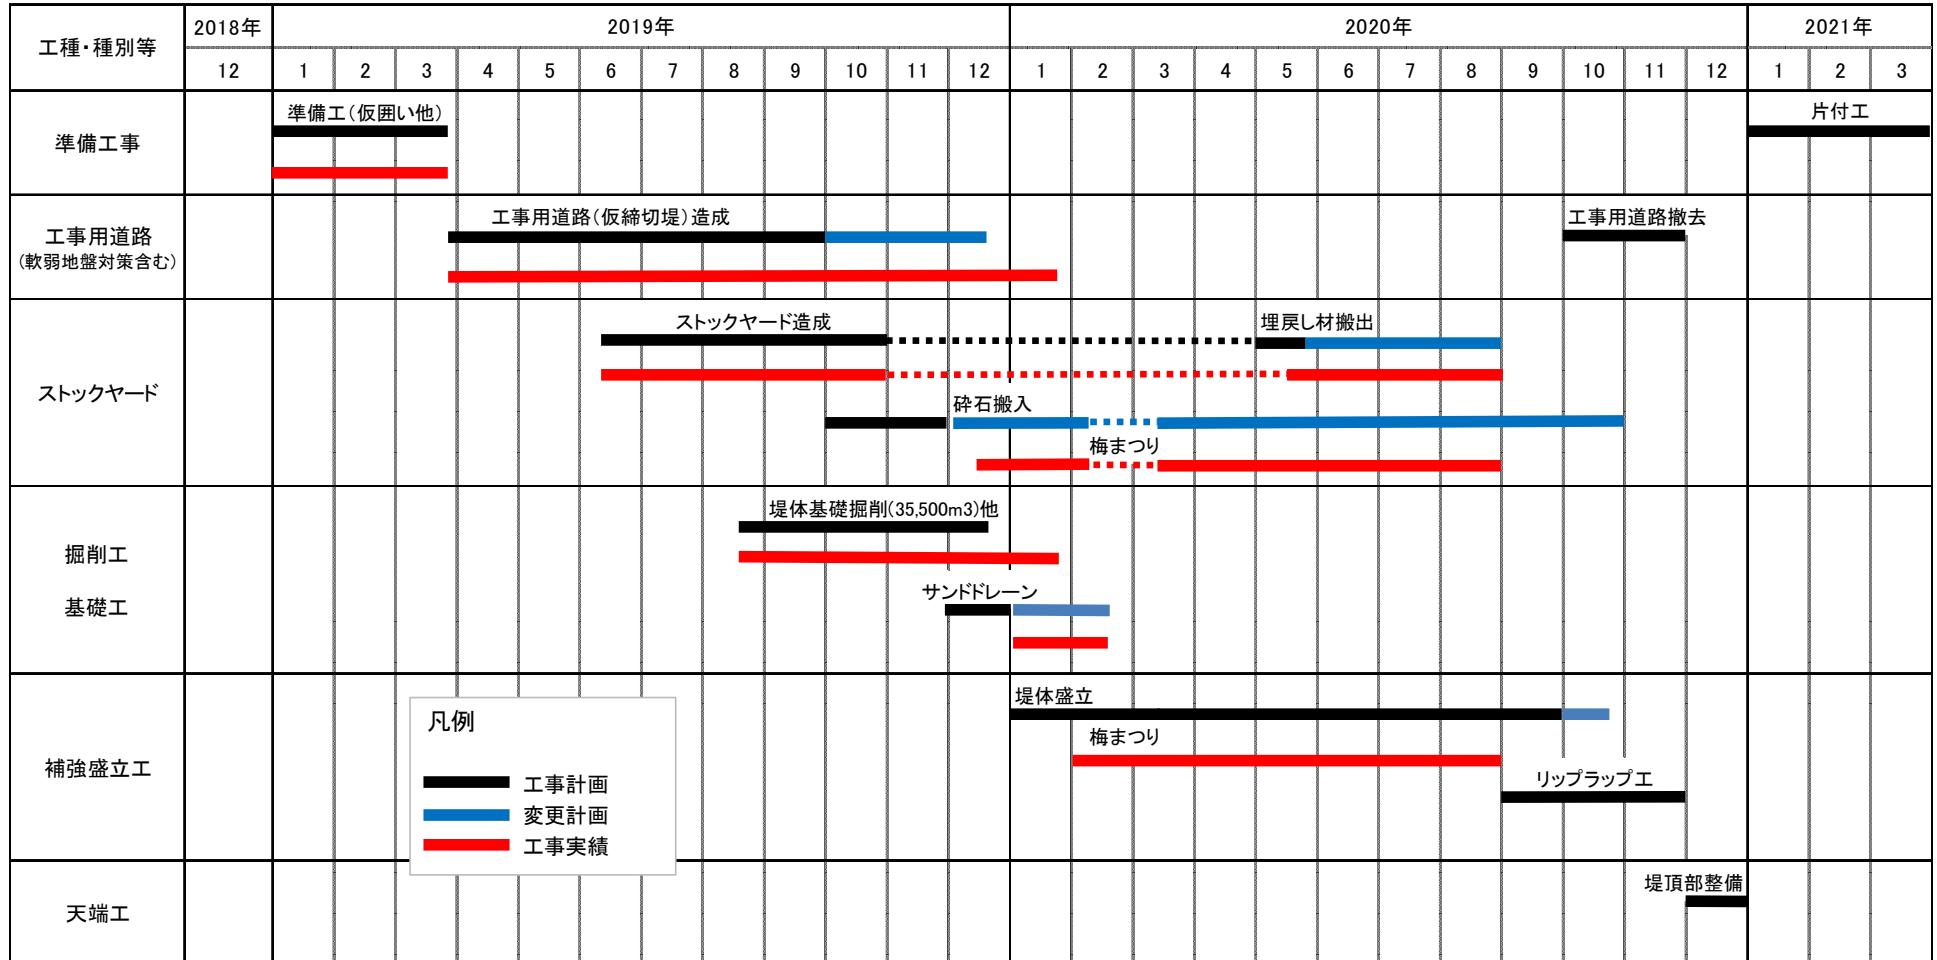 工種・種別等
2018年 2019年 2020年 2021年
12 1 2 3 4 5 6 7 8 9 10 11 12 1 2 3 4 5 6 7 8 9 10 11 12 1 2 3
準備工事
準備工（仮囲い他）
片付工
工事用道路
（軟弱地盤対策含む）
工事用道路（仮締切堤）造成
工事用道路撤去
ストックヤード
ストックヤード造成
埋戻し材搬出
砕石搬入
梅まつり
掘削工
堤体基礎掘削（35,500m3）他
基礎工
サンドドレーン
補強盛立工
堤体盛立
梅まつり
リップラップ工
凡例
工事計画
変更計画
工事実績
天端工
堤頂部整備